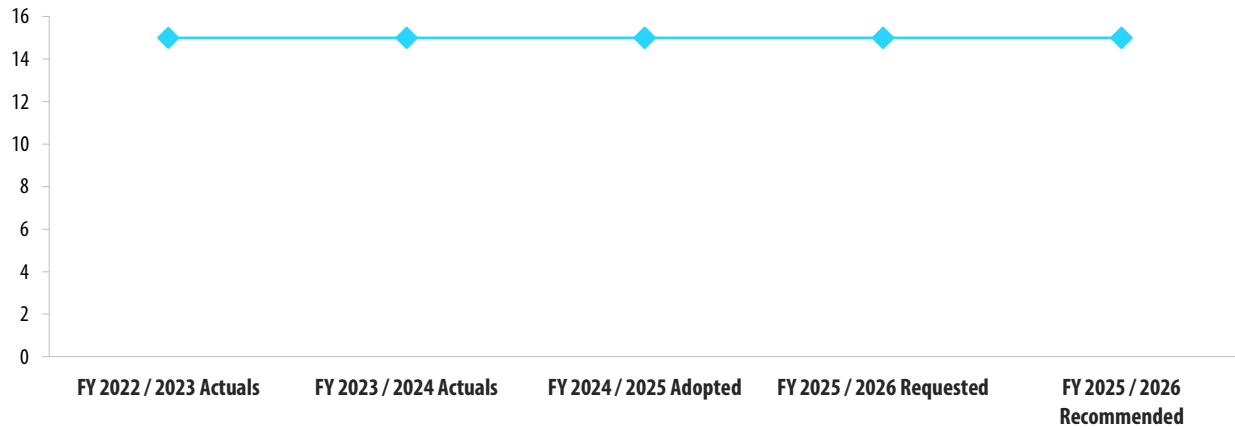 16
14
12
10
8
6
4
2
0
FY 2022 / 2023 Actuals
FY 2023 / 2024 Actuals
FY 2024 / 2025 Adopted
FY 2025 / 2026 Requested
FY 2025 / 2026
Recommended